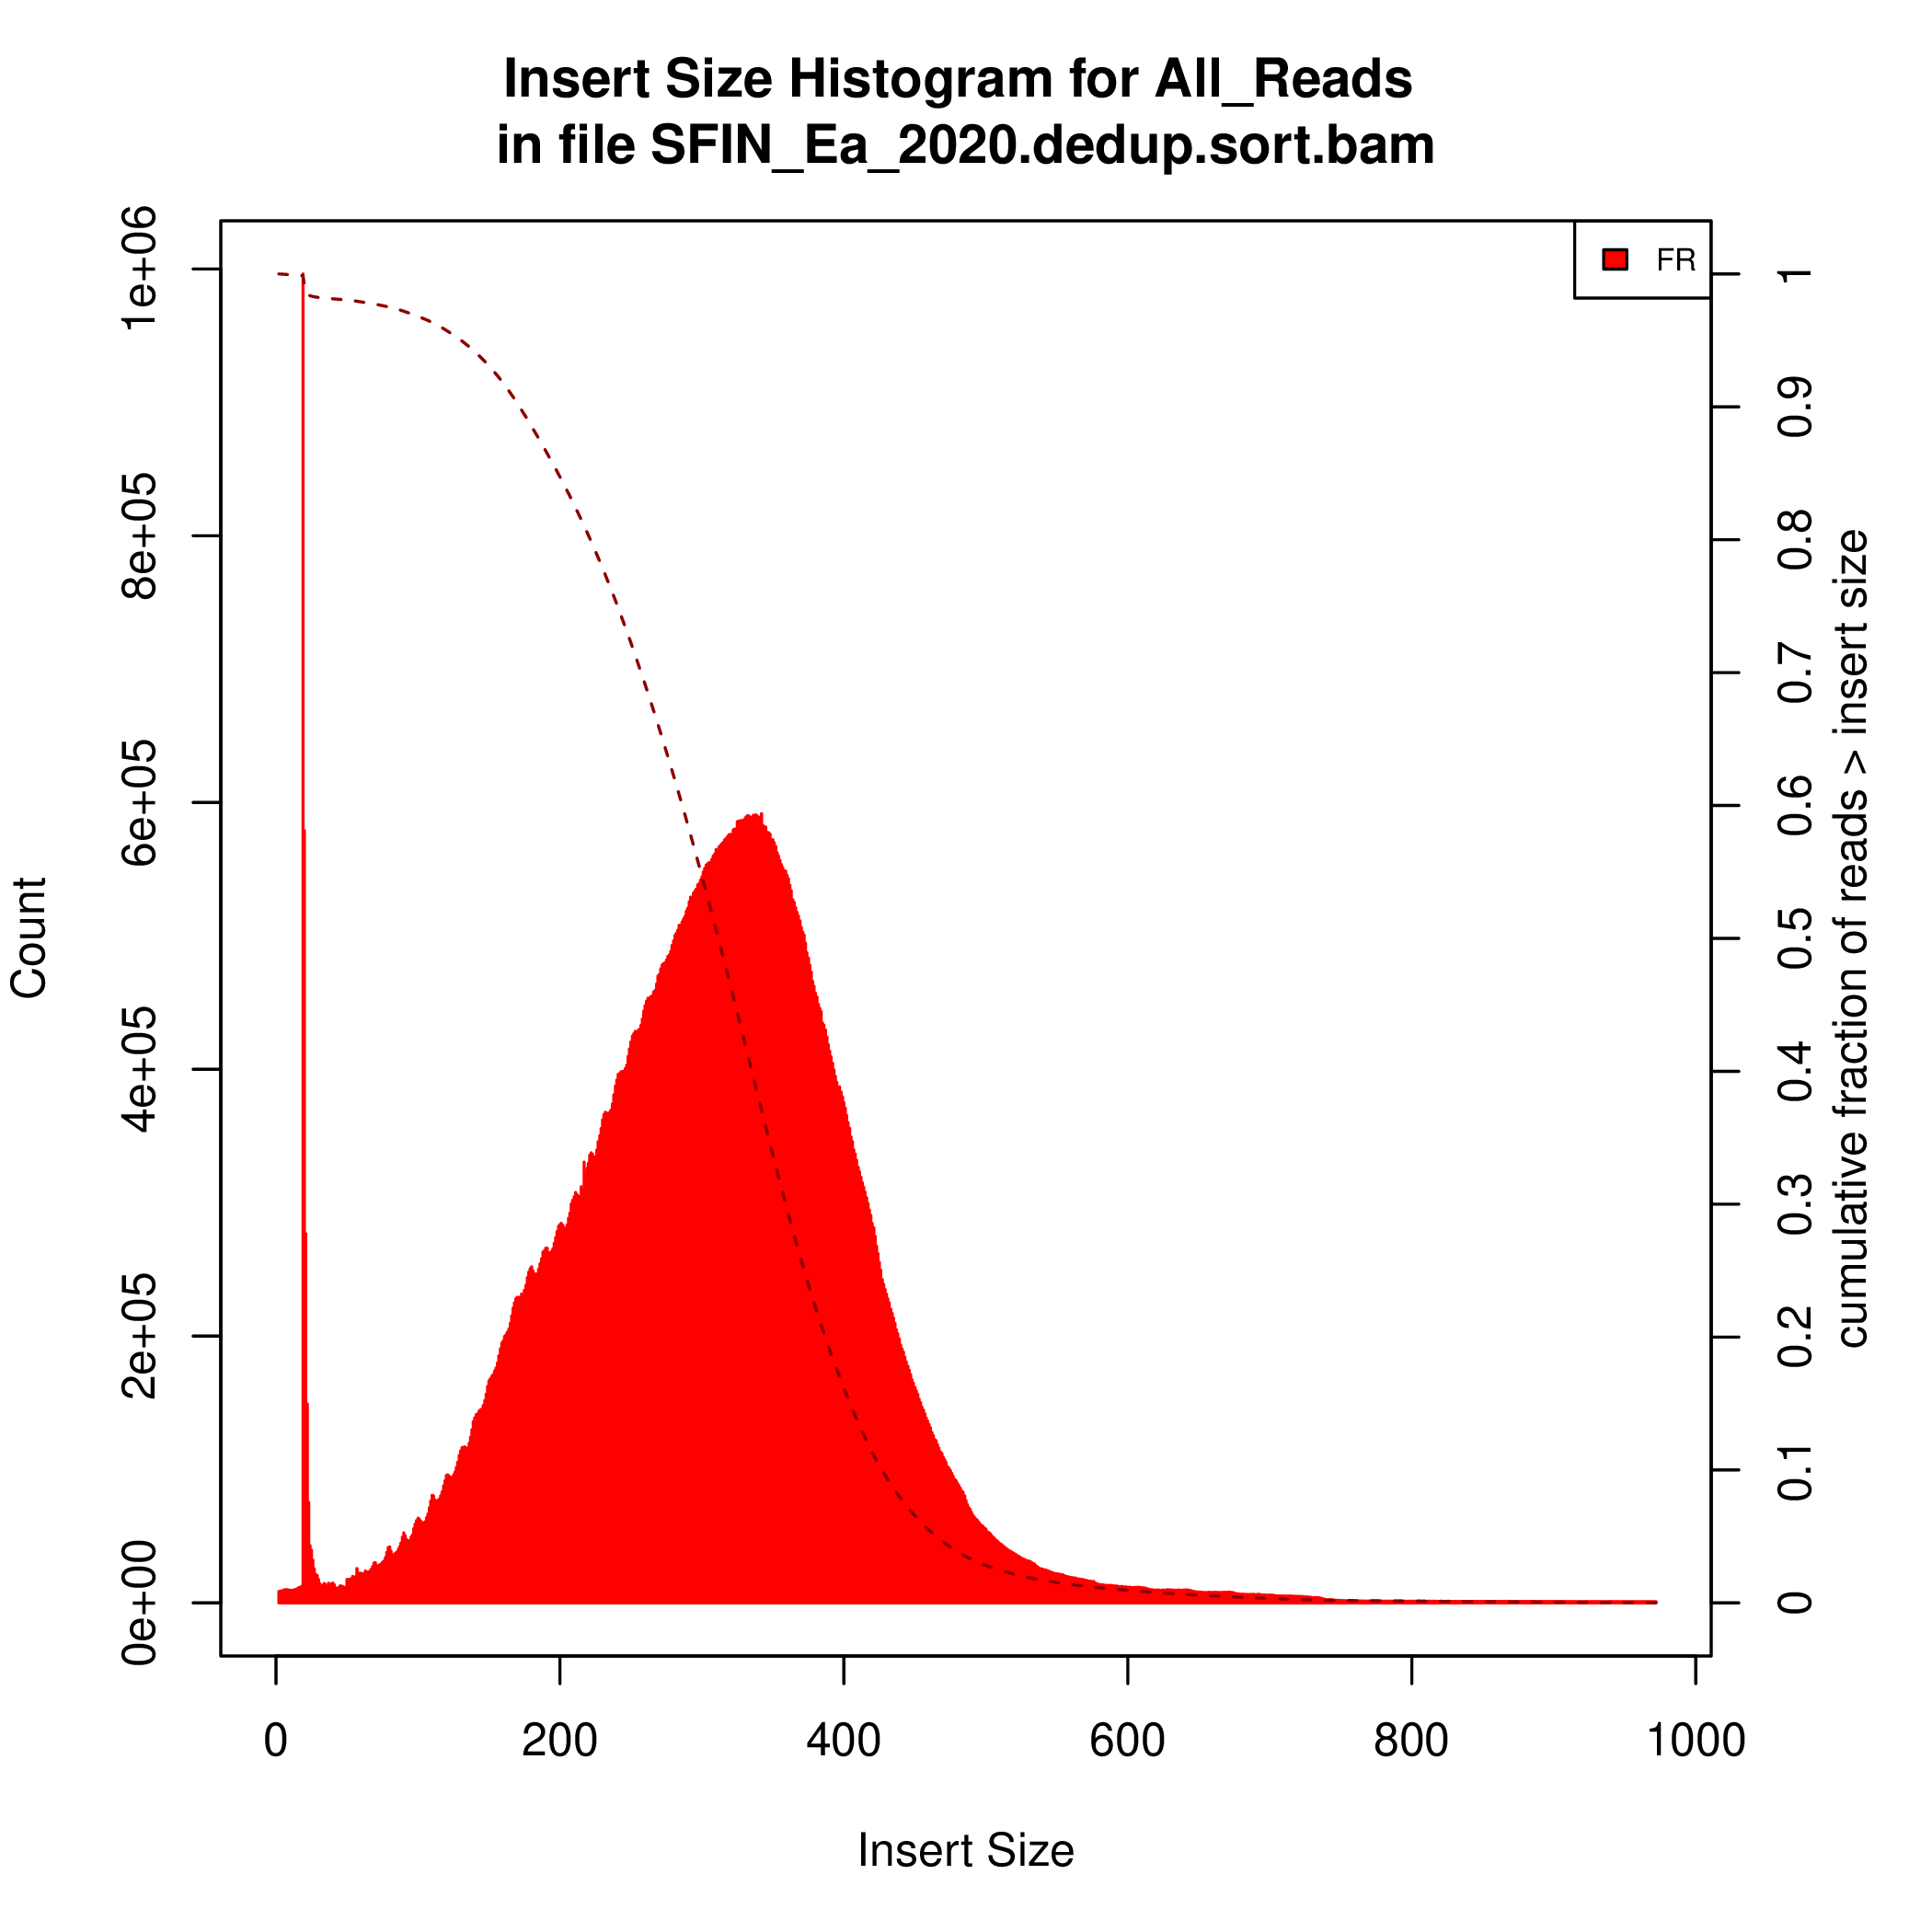 Insert Size Histogram for All_Reads
in file SFIN_Ea_2020.dedup.sort.bam
FR
Count
0e+00
2e+05
4e+05
6e+05
8e+05
1e+06
0
0.1
0.2
0.3
0.4
0.5
0.6
0.7
0.8
0.9
1
cumulative fraction of reads > insert size
0 200 400 600 800 1000
Insert Size